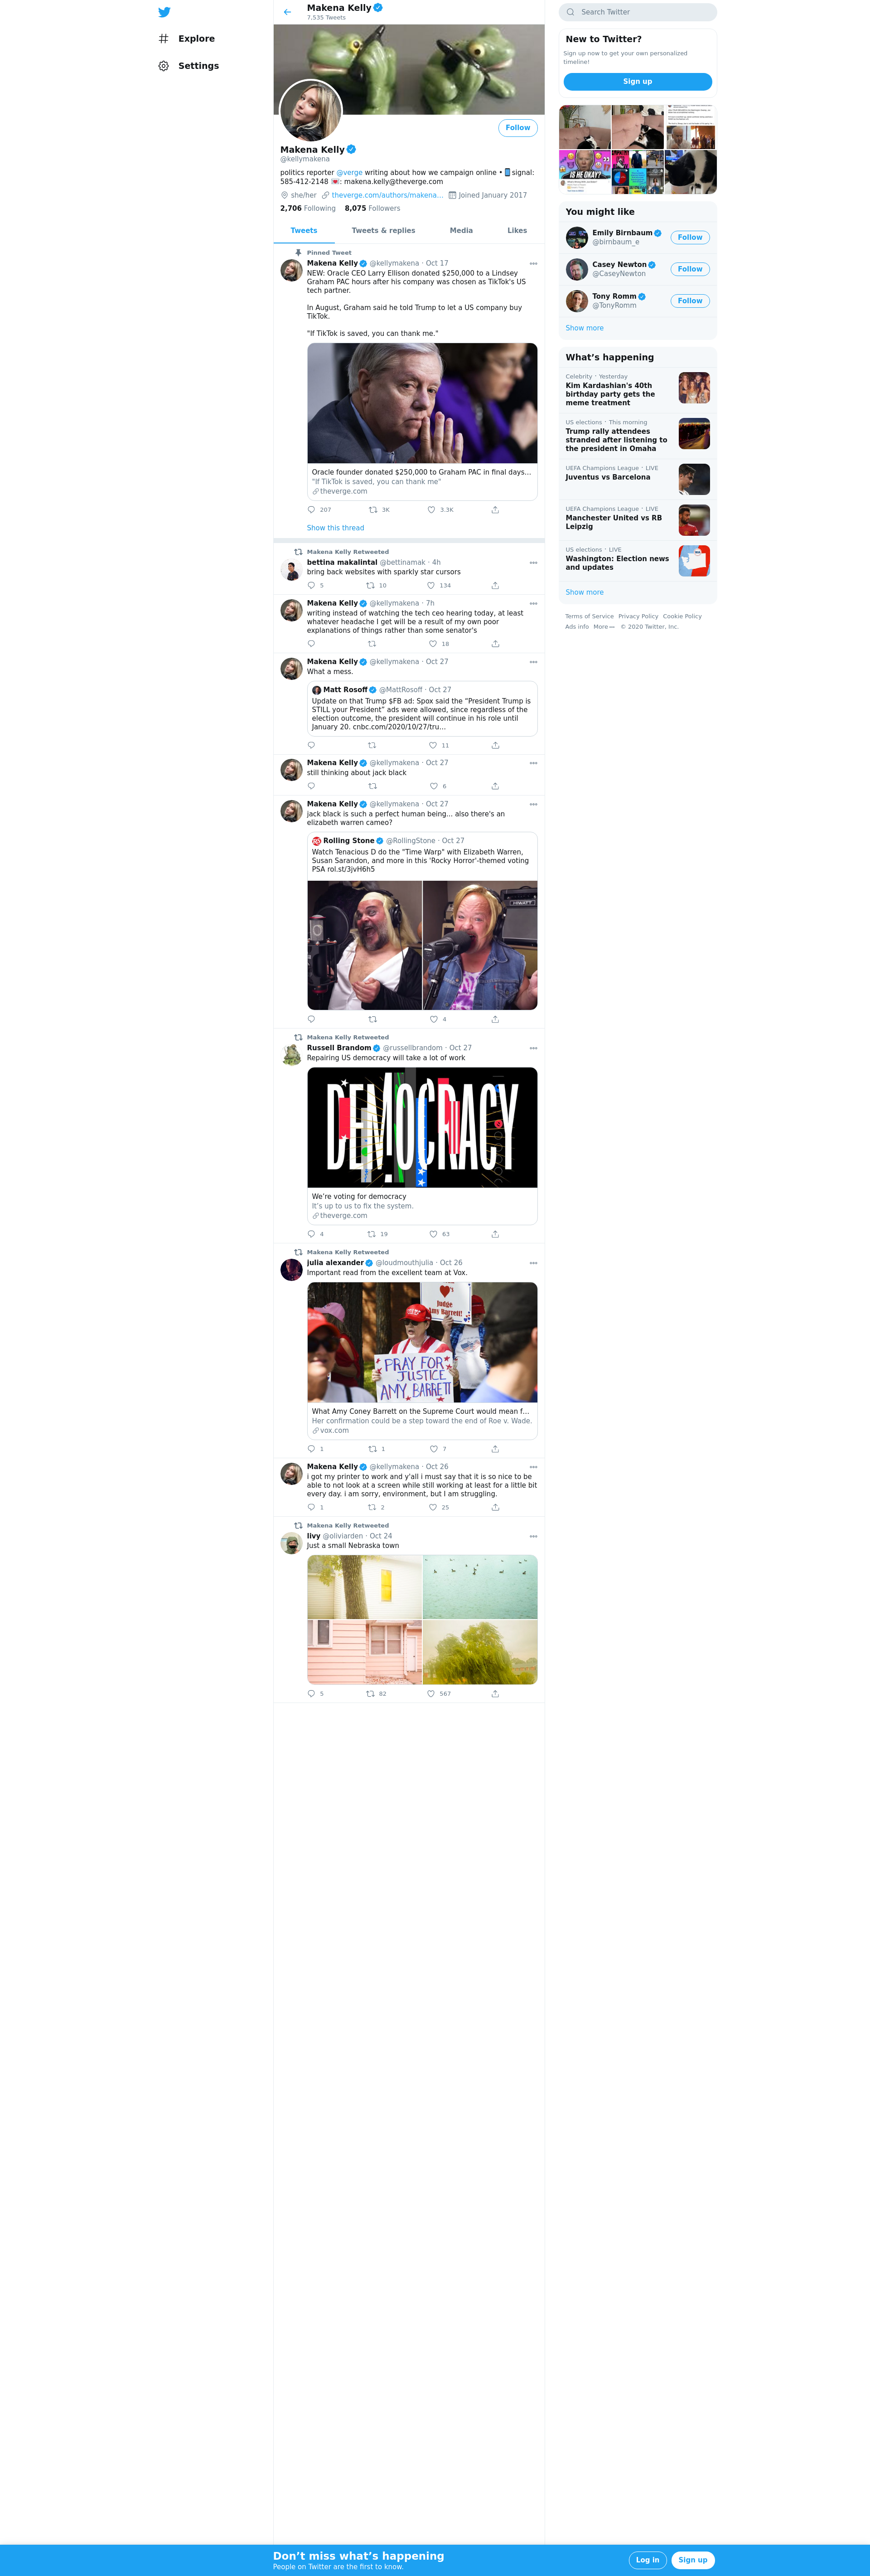 Explore
Settings
Makena Kelly
7,535 Tweets
Follow
Makena Kelly
@kellymakena
politics reporter @verge writing about how we campaign online • signal:
585-412-2148 : makena.kelly@theverge.com
she/her theverge.com/authors/makena... Joined January 2017
2,706 Following 8,075 Followers
Tweets Tweets & replies Media Likes
Pinned Tweet
Makena Kelly @kellymakena · Oct 17
NEW: Oracle CEO Larry Ellison donated $250,000 to a Lindsey
Graham PAC hours after his company was chosen as TikTok's US
tech partner.
In August, Graham said he told Trump to let a US company buy
TikTok.
"If TikTok is saved, you can thank me."
Oracle founder donated $250,000 to Graham PAC in final days...
"If TikTok is saved, you can thank me"
theverge.com
207 3K 3.3K
Show this thread
Makena Kelly Retweeted
bettina makalintal @bettinamak · 4h
bring back websites with sparkly star cursors
5 10 134
Makena Kelly @kellymakena · 7h
writing instead of watching the tech ceo hearing today, at least
whatever headache I get will be a result of my own poor
explanations of things rather than some senator's
18
Makena Kelly @kellymakena · Oct 27
What a mess.
Matt Rosoff @MattRosoff · Oct 27
Update on that Trump $FB ad: Spox said the "President Trump is
STILL your President" ads were allowed, since regardless of the
election outcome, the president will continue in his role until
January 20. cnbc.com/2020/10/27/tru...
11
Makena Kelly @kellymakena · Oct 27
still thinking about jack black
6
Makena Kelly @kellymakena · Oct 27
jack black is such a perfect human being... also there's an
elizabeth warren cameo?
Rolling Stone @RollingStone · Oct 27
Watch Tenacious D do the "Time Warp" with Elizabeth Warren,
Susan Sarandon, and more in this 'Rocky Horror'-themed voting
PSA rol.st/3jvH6h5
4
Makena Kelly Retweeted
Russell Brandom @russellbrandom · Oct 27
Repairing US democracy will take a lot of work
DEMOCRACY
We're voting for democracy
It's up to us to fix the system.
theverge.com
4 19 63
Makena Kelly Retweeted
julia alexander @loudmouthjulia · Oct 26
Important read from the excellent team at Vox.
Judge
Amy Barrett!
PRAY FOR
JUSTICE
AMY BARRETT
What Amy Coney Barrett on the Supreme Court would mean f...
Her confirmation could be a step toward the end of Roe v. Wade.
vox.com
1 1 7
Makena Kelly @kellymakena · Oct 26
i got my printer to work and y'all i must say that it is so nice to be
able to not look at a screen while still working at least for a little bit
every day. i am sorry, environment, but I am struggling.
1 2 25
Makena Kelly Retweeted
livy @oliviarden · Oct 24
Just a small Nebraska town
5 82 567
Search Twitter
New to Twitter?
Sign up now to get your own personalized
timeline!
Sign up
IS HE OKAY?
You might like
Emily Birnbaum
@birnbaum_e
Follow
Casey Newton
@CaseyNewton
Follow
Tony Romm
@TonyRomm
Follow
Show more
What's happening
Celebrity · Yesterday
Kim Kardashian's 40th
birthday party gets the
meme treatment
US elections · This morning
Trump rally attendees
stranded after listening to
the president in Omaha
UEFA Champions League · LIVE
Juventus vs Barcelona
UEFA Champions League · LIVE
Manchester United vs RB
Leipzig
US elections · LIVE
Washington: Election news
and updates
Show more
Terms of Service Privacy Policy Cookie Policy
Ads info More © 2020 Twitter, Inc.
Don't miss what's happening
People on Twitter are the first to know.
Log in
Sign up